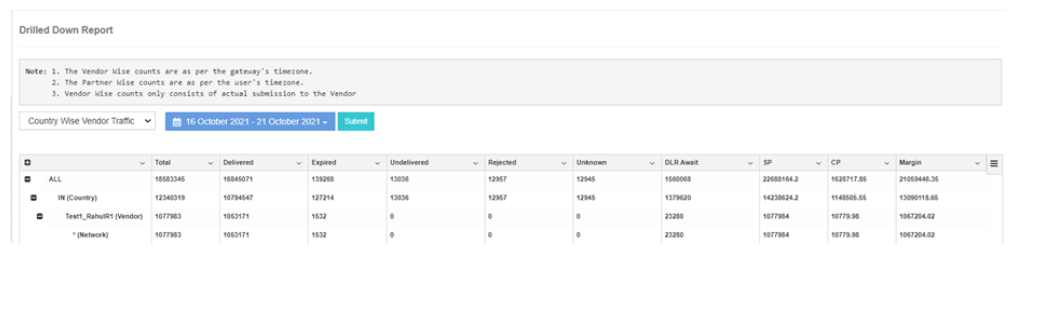 Drilled Down Report
Note: 1. The Vendor Wise counts are as per the gateway's timezone.
2. The Partner Wise counts are as per the user's timezone.
3. Vendor Wise counts only consists of actual submission to the Vendor
Country Wise Vendor Traffic 16 October 2021 - 21 October 2021 Submit
Total Delivered Expired Undelivered Rejected Unknown DLR Await SP CP Margin
ALL 18583345 16845071 139268 13036 12957 12945 1560068 22688164.2 1628717.85 21059446.35
IN (Country) 12340319 10794547 127214 13036 12957 12945 1379620 14238624.2 1148505.55 13090118.65
Text1_RahulR1 (Vendor) 1077983 1053171 1532 0 0 0 23280 1077984 10779.98 1067204.02
* (Network) 1077983 1053171 1532 0 0 0 23280 1077984 10779.98 1067204.02